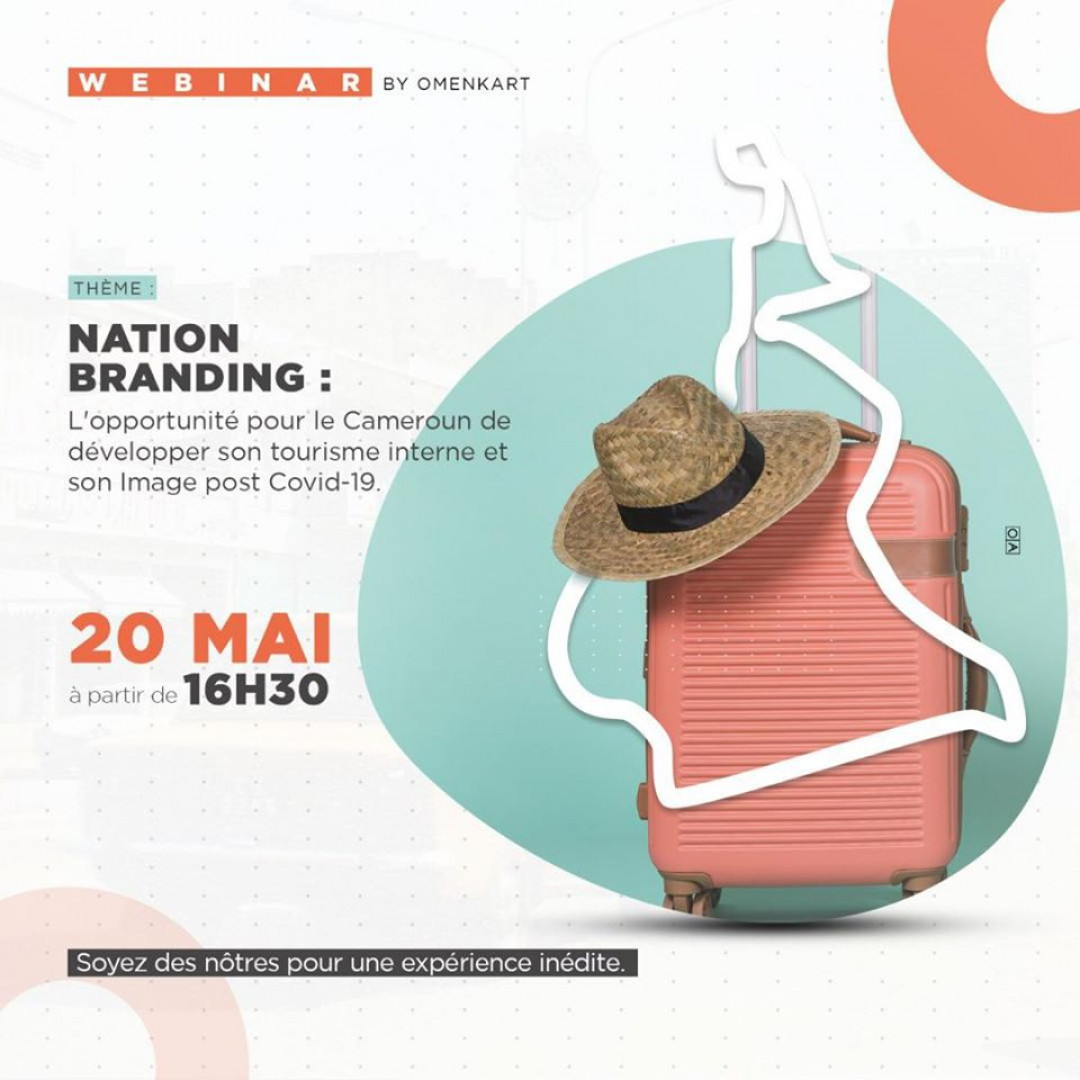 WEBINAR BY OMENKART
THÈME :
NATION
BRANDING :
L'opportunité pour le Cameroun de
développer son tourisme interne et
son Image post Covid-19.
20 MAI
à partir de 16H30
OA
Soyez des nôtres pour une expérience inédite.